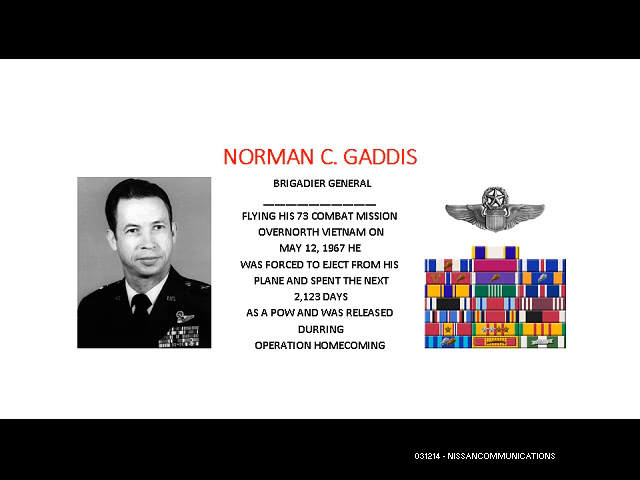 NORMAN C. GADDIS
BRIGADIER GENERAL
____________________
FLYING HIS 73 COMBAT MISSION
OVERNORTH VIETNAM ON
MAY 12, 1967 HE
WAS FORCED TO EJECT FROM HIS
PLANE AND SPENT THE NEXT
2,123 DAYS
AS A POW AND WAS RELEASED
DURRING
OPERATION HOMECOMING
031214 - NISSANCOMMUNICATIONS